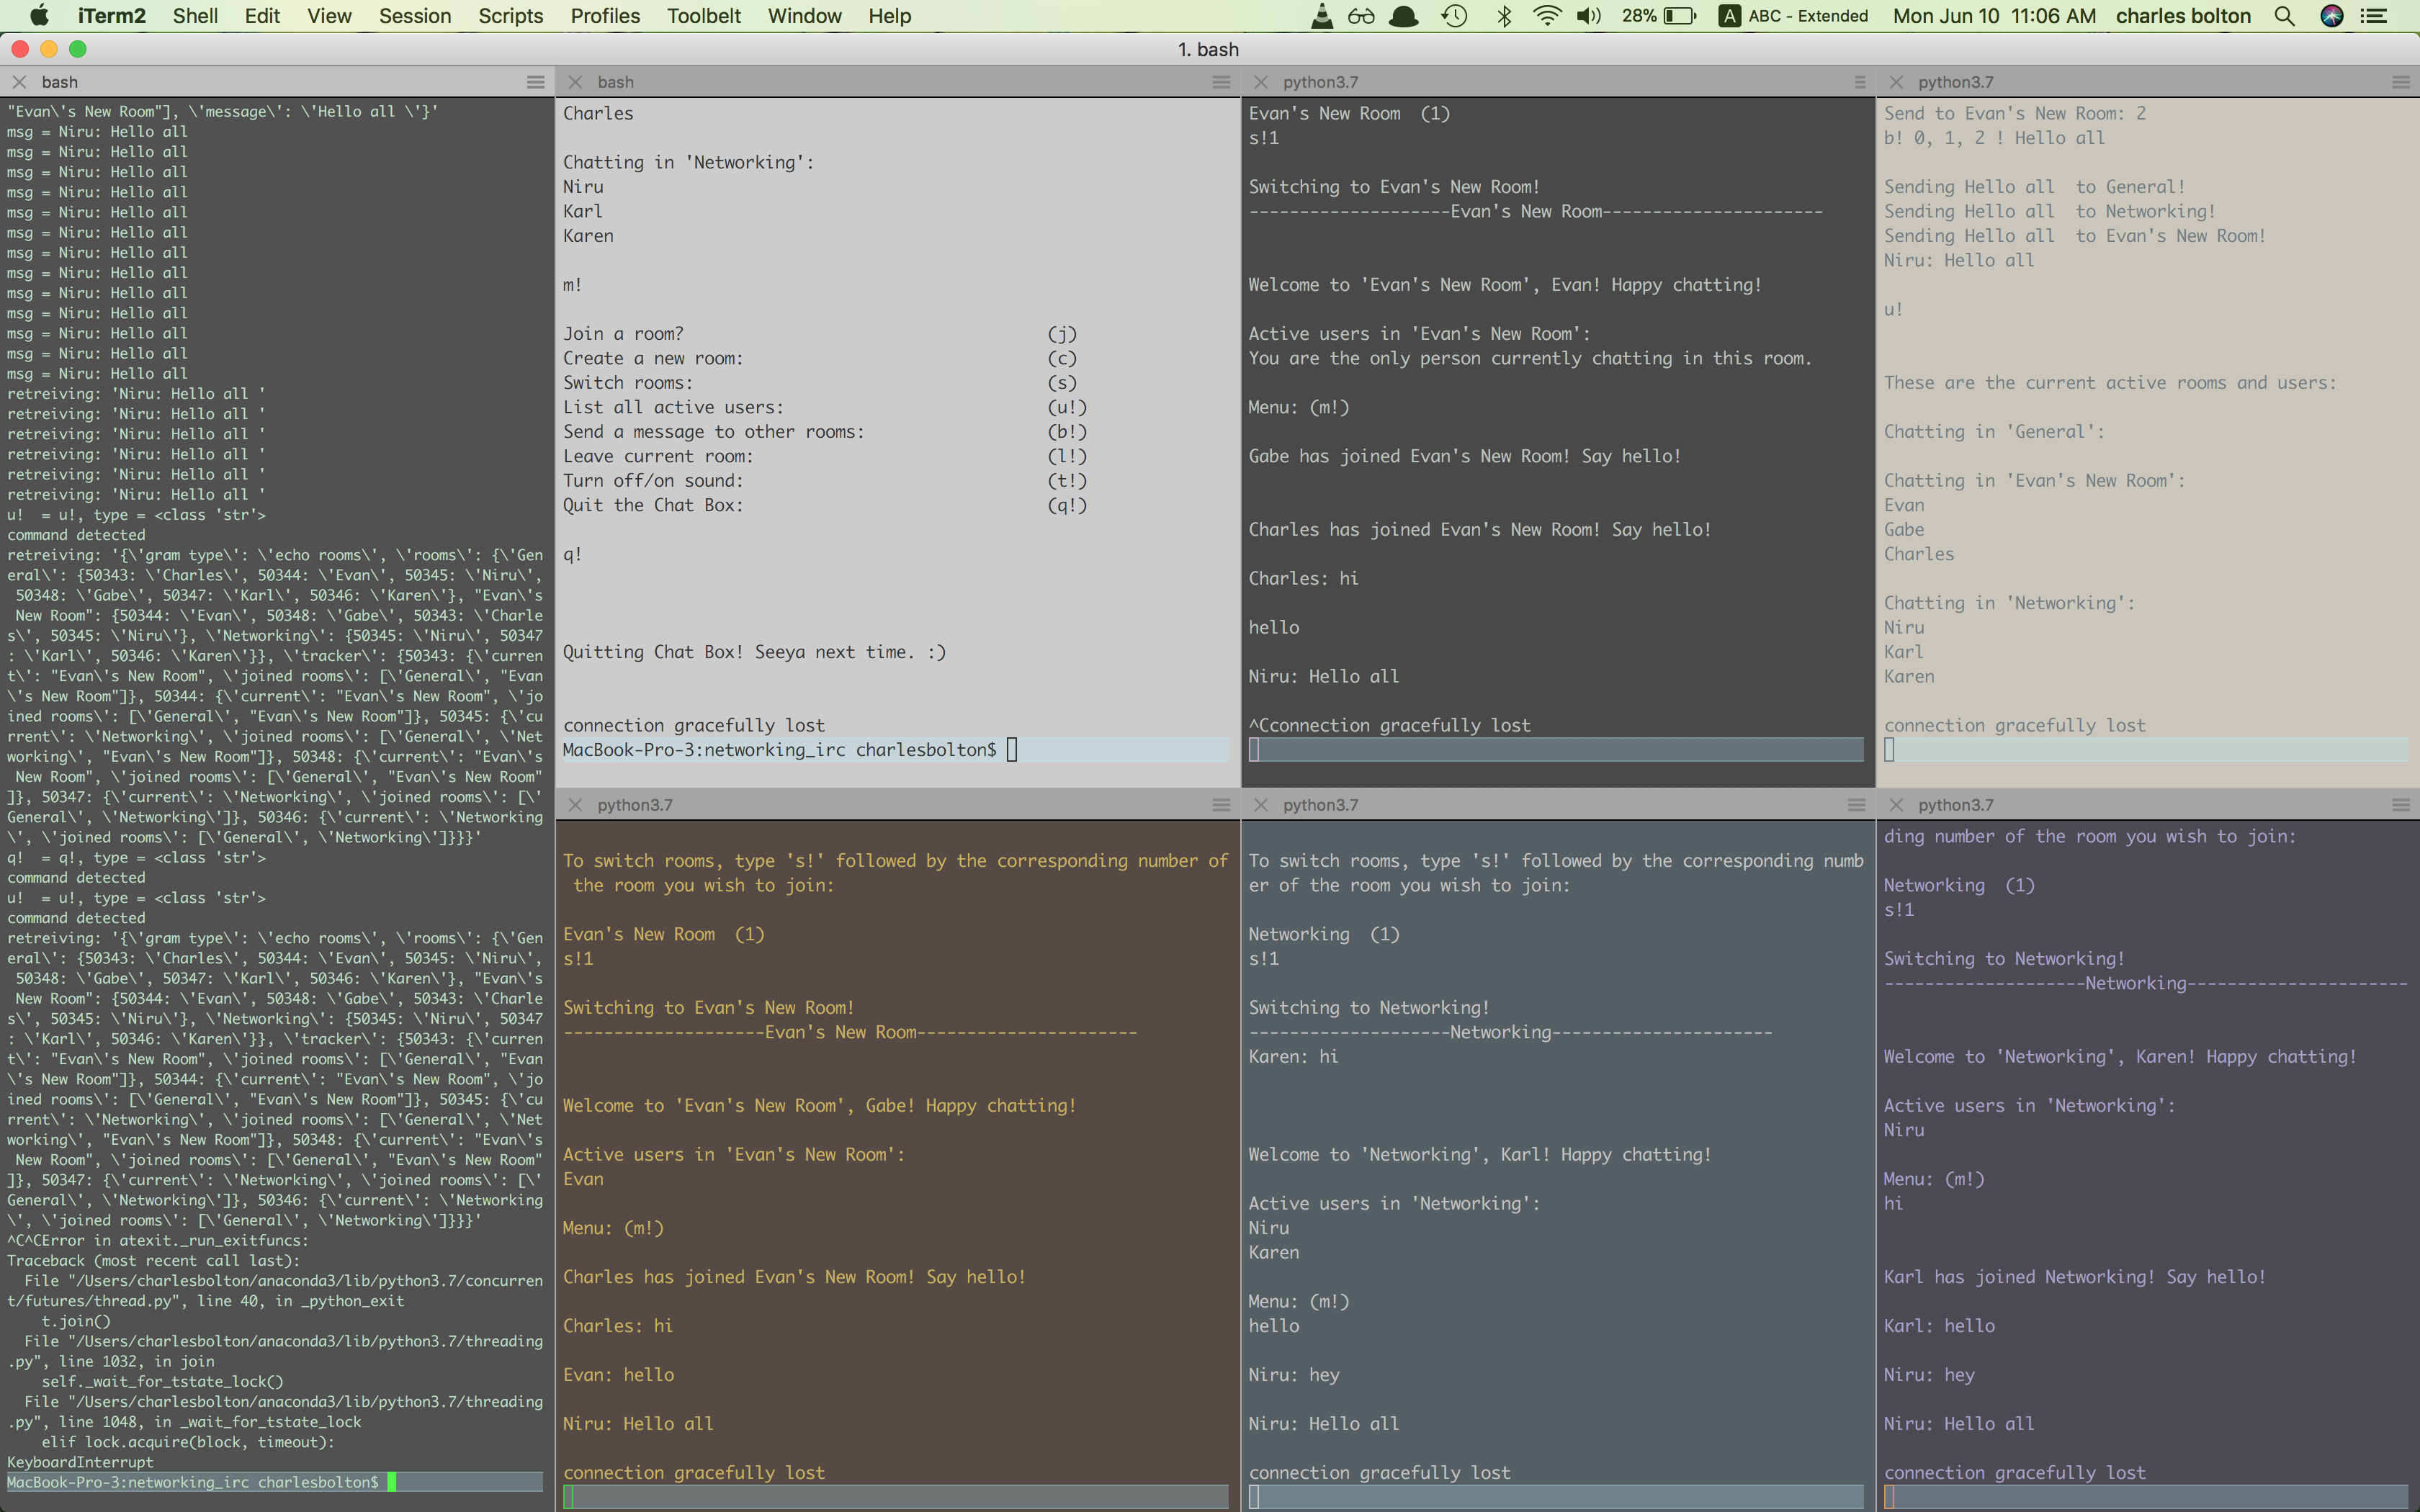 iTerm2 Shell Edit View Session Scripts Profiles Toolbelt Window Help 28% A ABC - Extended Mon Jun 10 11:06 AM charles bolton
1. bash
bash
"Evan\'s New Room"], \'message\': \'Hello all \'}'
msg = Niru: Hello all
msg = Niru: Hello all
msg = Niru: Hello all
msg = Niru: Hello all
msg = Niru: Hello all
msg = Niru: Hello all
msg = Niru: Hello all
msg = Niru: Hello all
msg = Niru: Hello all
msg = Niru: Hello all
msg = Niru: Hello all
msg = Niru: Hello all
msg = Niru: Hello all
retreiving: 'Niru: Hello all '
retreiving: 'Niru: Hello all '
retreiving: 'Niru: Hello all '
retreiving: 'Niru: Hello all '
retreiving: 'Niru: Hello all '
retreiving: 'Niru: Hello all '
u!  = u!, type = <class 'str'>
command detected
retreiving: '{\'gram type\': \'echo rooms\', \'rooms\': {\'Gen
eral\': {50343: \'Charles\', 50344: \'Evan\', 50345: \'Niru\',
 50348: \'Gabe\', 50347: \'Karl\', 50346: \'Karen\'}, "Evan\'s
 New Room": {50344: \'Evan\', 50348: \'Gabe\', 50343: \'Charle
s\', 50345: \'Niru\'}, \'Networking\': {50345: \'Niru\', 50347
: \'Karl\', 50346: \'Karen\'}}, \'tracker\': {50343: {\'curren
t\': "Evan\'s New Room", \'joined rooms\': [\'General\', "Evan
\'s New Room"]}, 50344: {\'current\': "Evan\'s New Room", \'jo
ined rooms\': [\'General\', "Evan\'s New Room"]}, 50345: {\'cu
rrent\': \'Networking\', \'joined rooms\': [\'General\', \'Net
working\', "Evan\'s New Room"]}, 50348: {\'current\': "Evan\'s
 New Room", \'joined rooms\': [\'General\', "Evan\'s New Room"
]}, 50347: {\'current\': \'Networking\', \'joined rooms\': [\'
General\', \'Networking\']}, 50346: {\'current\': \'Networking
\', \'joined rooms\': [\'General\', \'Networking\']}}}'
q!  = q!, type = <class 'str'>
command detected
u!  = u!, type = <class 'str'>
command detected
retreiving: '{\'gram type\': \'echo rooms\', \'rooms\': {\'Gen
eral\': {50343: \'Charles\', 50344: \'Evan\', 50345: \'Niru\',
 50348: \'Gabe\', 50347: \'Karl\', 50346: \'Karen\'}, "Evan\'s
 New Room": {50344: \'Evan\', 50348: \'Gabe\', 50343: \'Charle
s\', 50345: \'Niru\'}, \'Networking\': {50345: \'Niru\', 50347
: \'Karl\', 50346: \'Karen\'}}, \'tracker\': {50343: {\'curren
t\': "Evan\'s New Room", \'joined rooms\': [\'General\', "Evan
\'s New Room"]}, 50344: {\'current\': "Evan\'s New Room", \'jo
ined rooms\': [\'General\', "Evan\'s New Room"]}, 50345: {\'cu
rrent\': \'Networking\', \'joined rooms\': [\'General\', \'Net
working\', "Evan\'s New Room"]}, 50348: {\'current\': "Evan\'s
 New Room", \'joined rooms\': [\'General\', "Evan\'s New Room"
]}, 50347: {\'current\': \'Networking\', \'joined rooms\': [\'
General\', \'Networking\']}, 50346: {\'current\': \'Networking
\', \'joined rooms\': [\'General\', \'Networking\']}}}'
^C^CError in atexit._run_exitfuncs:
Traceback (most recent call last):
  File "/Users/charlesbolton/anaconda3/lib/python3.7/concurren
t/futures/thread.py", line 40, in _python_exit
    t.join()
  File "/Users/charlesbolton/anaconda3/lib/python3.7/threading
.py", line 1032, in join
    self._wait_for_tstate_lock()
  File "/Users/charlesbolton/anaconda3/lib/python3.7/threading
.py", line 1048, in _wait_for_tstate_lock
    elif lock.acquire(block, timeout):
KeyboardInterrupt
MacBook-Pro-3:networking_irc charlesbolton$
bash
Charles
Chatting in 'Networking':
Niru
Karl
Karen
m!
Join a room? (j)
Create a new room: (c)
Switch rooms: (s)
List all active users: (u!)
Send a message to other rooms: (b!)
Leave current room: (l!)
Turn off/on sound: (t!)
Quit the Chat Box: (q!)
q!
Quitting Chat Box! Seeya next time. :)
connection gracefully lost
MacBook-Pro-3:networking_irc charlesbolton$
python3.7
Evan's New Room  (1)
s!1
Switching to Evan's New Room!
--------------------Evan's New Room----------------------
Welcome to 'Evan's New Room', Evan! Happy chatting!
Active users in 'Evan's New Room':
You are the only person currently chatting in this room.
Menu: (m!)
Gabe has joined Evan's New Room! Say hello!
Charles has joined Evan's New Room! Say hello!
Charles: hi
hello
Niru: Hello all
^Cconnection gracefully lost
python3.7
Send to Evan's New Room: 2
b! 0, 1, 2 ! Hello all
Sending Hello all  to General!
Sending Hello all  to Networking!
Sending Hello all  to Evan's New Room!
Niru: Hello all
u!
These are the current active rooms and users:
Chatting in 'General':
Chatting in 'Evan's New Room':
Evan
Gabe
Charles
Chatting in 'Networking':
Niru
Karl
Karen
connection gracefully lost
python3.7
To switch rooms, type 's!' followed by the corresponding number of
 the room you wish to join:
Evan's New Room  (1)
s!1
Switching to Evan's New Room!
--------------------Evan's New Room----------------------
Welcome to 'Evan's New Room', Gabe! Happy chatting!
Active users in 'Evan's New Room':
Evan
Menu: (m!)
Charles has joined Evan's New Room! Say hello!
Charles: hi
Evan: hello
Niru: Hello all
connection gracefully lost
python3.7
To switch rooms, type 's!' followed by the corresponding numb
er of the room you wish to join:
Networking  (1)
s!1
Switching to Networking!
--------------------Networking----------------------
Karen: hi
Welcome to 'Networking', Karl! Happy chatting!
Active users in 'Networking':
Niru
Karen
Menu: (m!)
hello
Niru: hey
Niru: Hello all
connection gracefully lost
python3.7
ding number of the room you wish to join:
Networking  (1)
s!1
Switching to Networking!
--------------------Networking----------------------
Welcome to 'Networking', Karen! Happy chatting!
Active users in 'Networking':
Niru
Menu: (m!)
hi
Karl has joined Networking! Say hello!
Karl: hello
Niru: hey
Niru: Hello all
connection gracefully lost